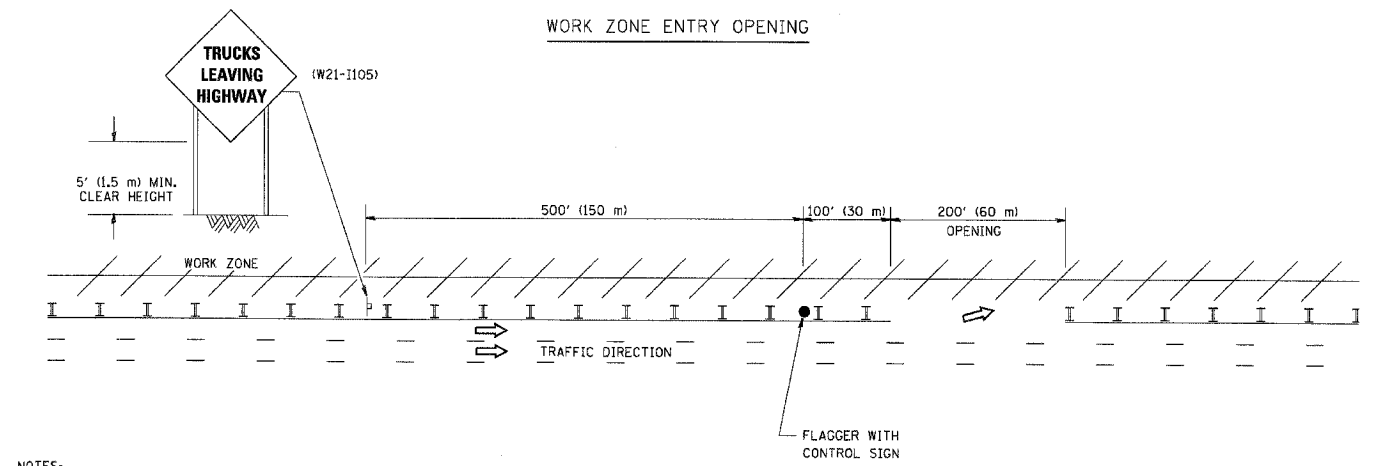 WORK ZONE ENTRY OPENING
TRUCKS
LEAVING
HIGHWAY
(W21-I105)
5' (1.5 m) MIN.
CLEAR HEIGHT
500' (150 m)
100' (30 m)
200' (60 m)
OPENING
WORK ZONE
TRAFFIC DIRECTION
FLAGGER WITH
CONTROL SIGN
NOTES: